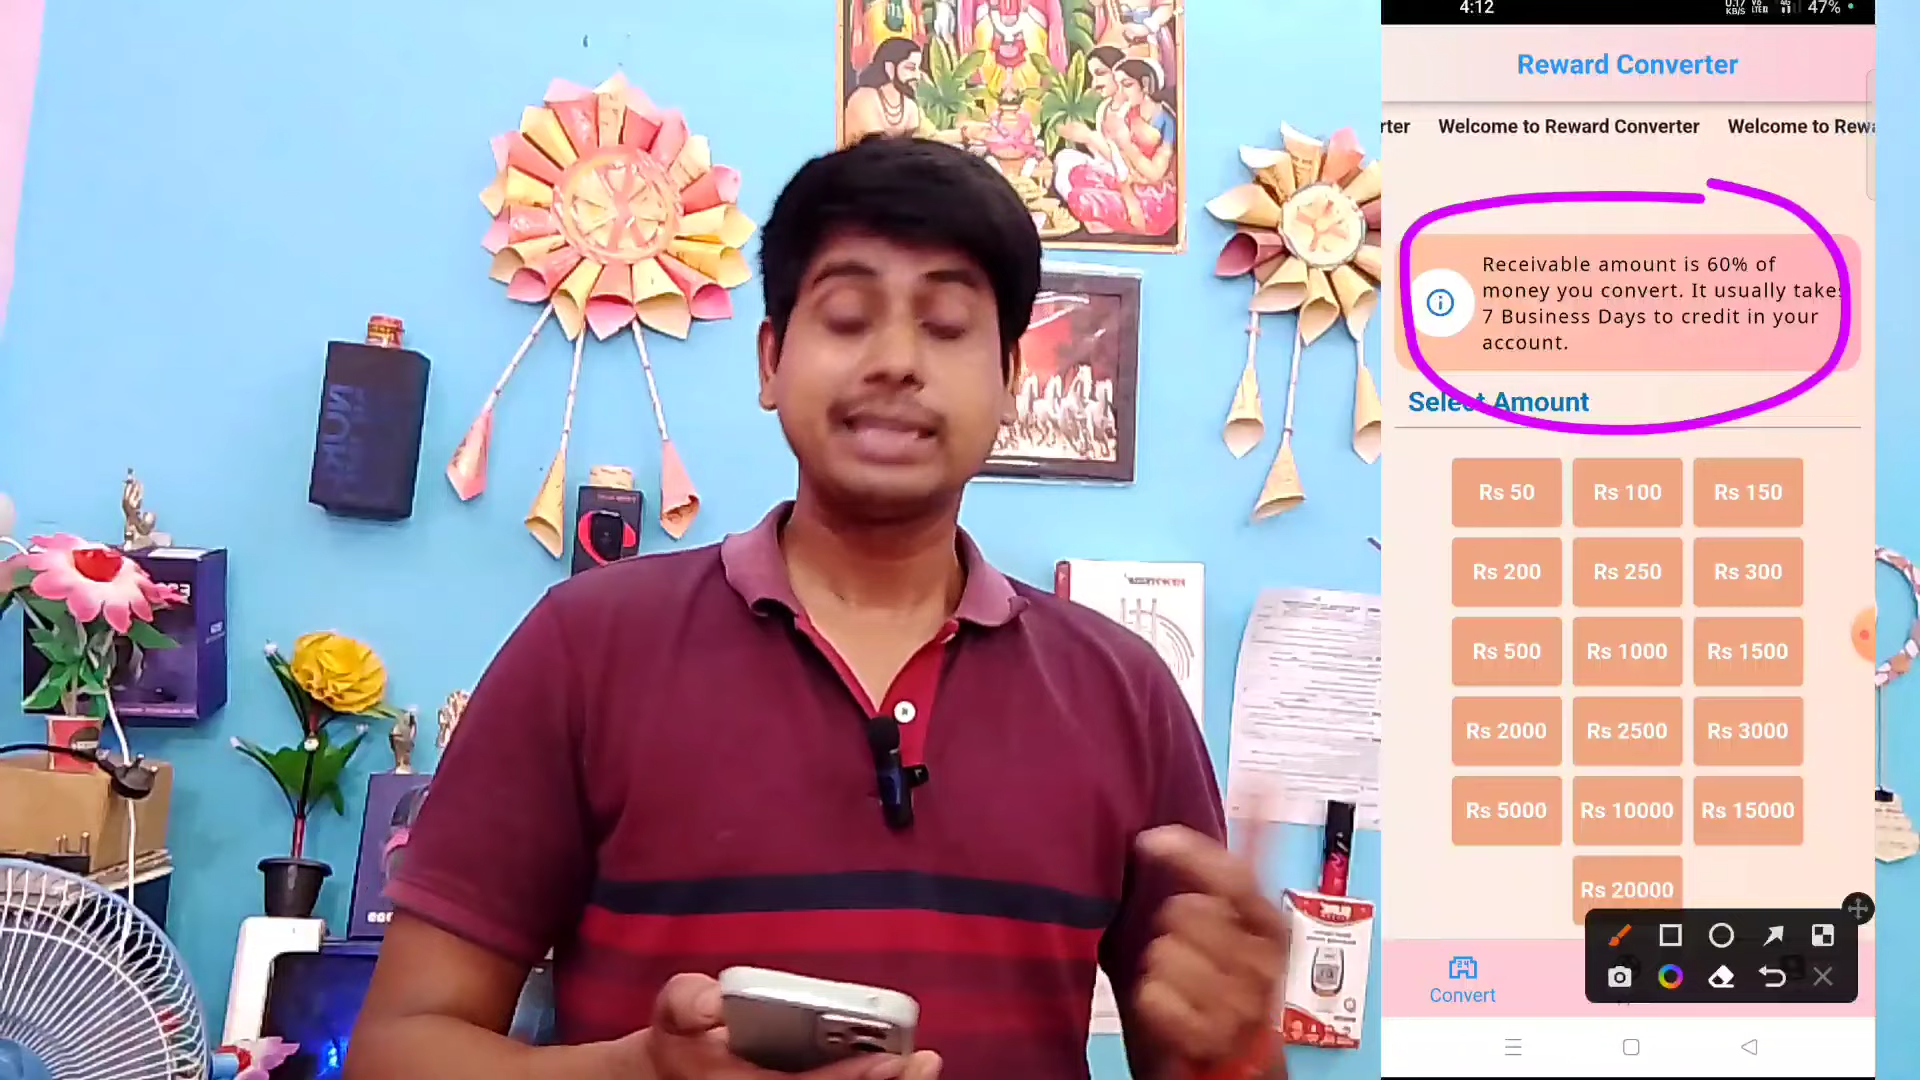 4:12
47%
Reward Converter
rter Welcome to Reward Converter Welcome to Rewa
Receivable amount is 60% of
money you convert. It usually takes
7 Business Days to credit in your
account.
Select Amount
Rs 50 Rs 100 Rs 150
Rs 200 Rs 250 Rs 300
Rs 500 Rs 1000 Rs 1500
Rs 2000 Rs 2500 Rs 3000
Rs 5000 Rs 10000 Rs 15000
Rs 20000
Convert